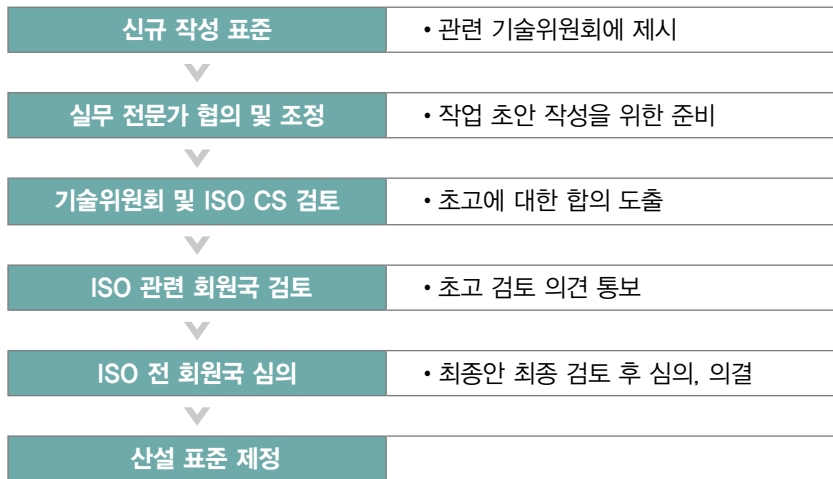 신규 작성 표준
• 관련 기술위원회에 제시
실무 전문가 협의 및 조정
• 작업 초안 작성을 위한 준비
기술위원회 및 ISO CS 검토
• 초고에 대한 합의 도출
ISO 관련 회원국 검토
• 초고 검토 의견 통보
ISO 전 회원국 심의
• 최종안 최종 검토 후 심의, 의결
산설 표준 제정